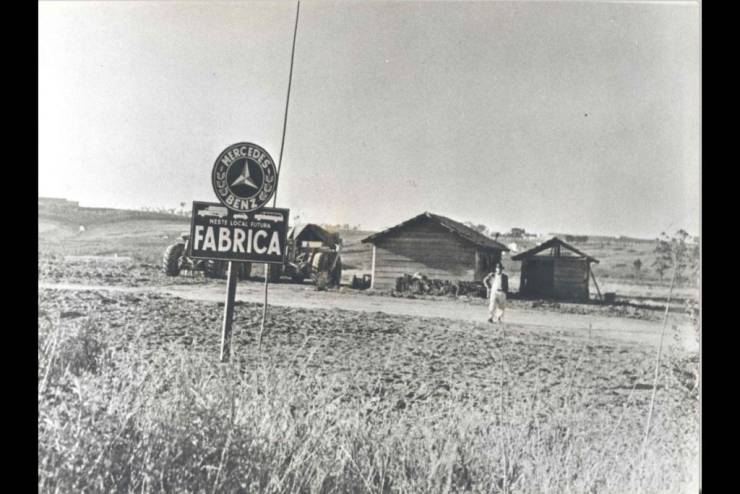 MERCEDES
BENZ
NESTE LOCAL FUTURA
FABRICA